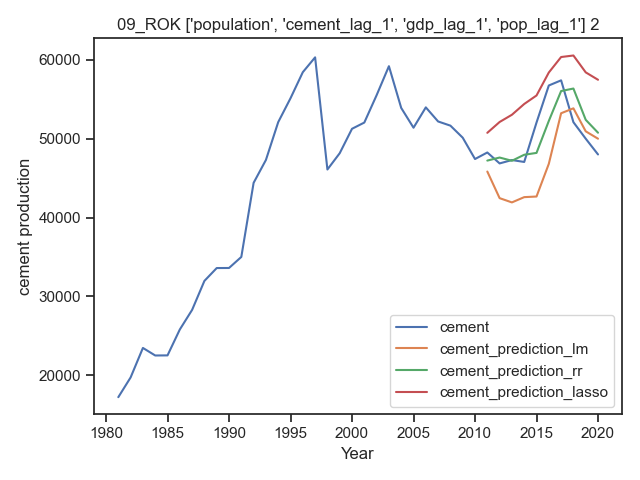 09_ROK ['population', 'cement_lag_1', 'gdp_lag_1', 'pop_lag_1'] 2
60000
50000
40000
30000
20000
cement production
1980 1985 1990 1995 2000 2005 2010 2015 2020
Year
cement
cement_prediction_lm
cement_prediction_rr
cement_prediction_lasso